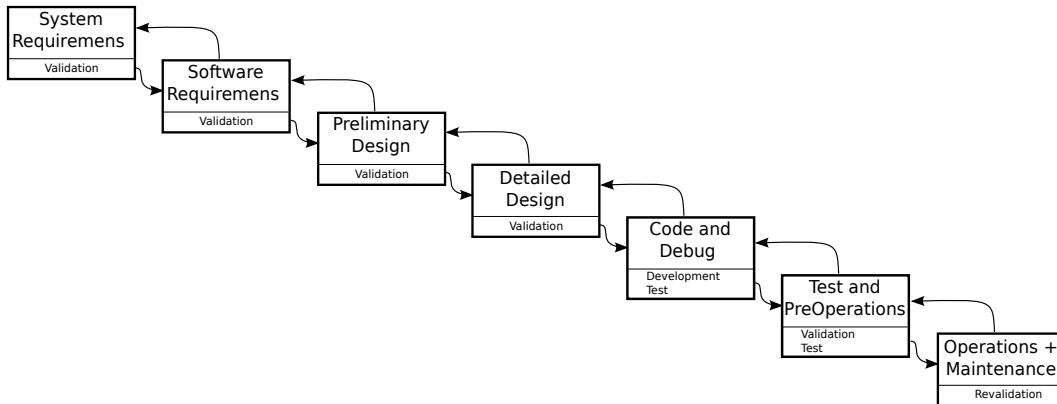 System
Requiremens
Validation
Software
Requiremens
Validation
Preliminary
Design
Validation
Detailed
Design
Validation
Code and
Debug
Development
Test
Test and
PreOperations
Validation
Test
Operations +
Maintenance
Revalidation